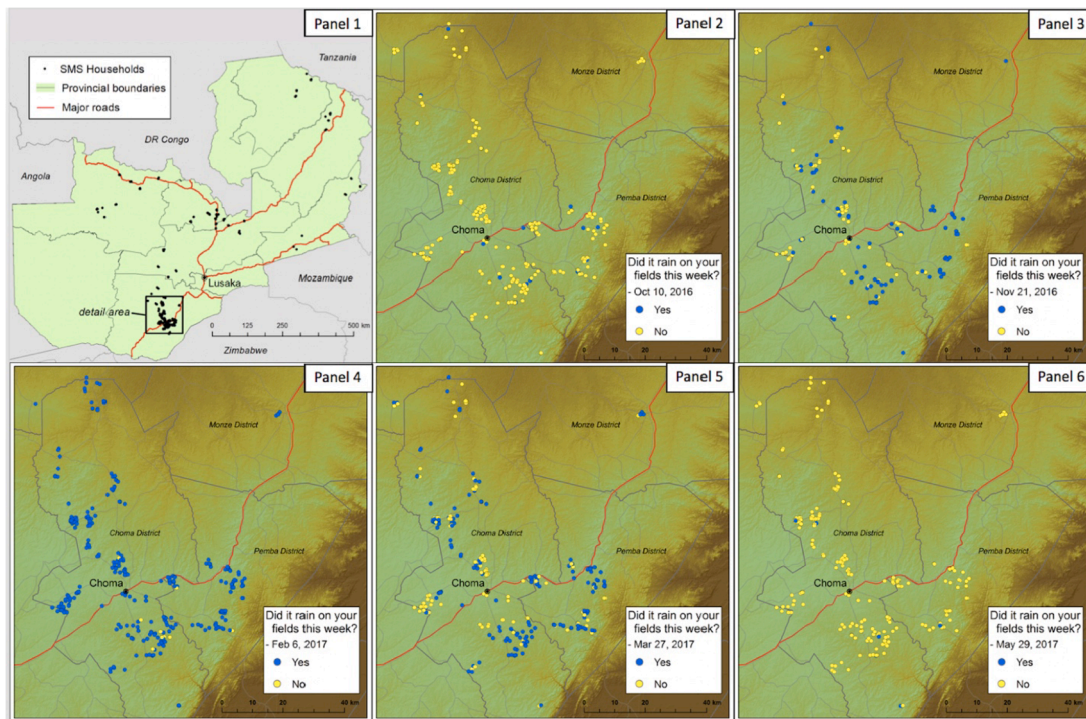 Panel 1
SMS Households
Provincial boundaries
Major roads
Tanzania
DR Congo
Angola
Lusaka
Mozambique
detail area
0 125 250 500 km
Zimbabwe
Panel 2
Monze District
Choma District
Pemba District
Choma
Did it rain on your
fields this week?
- Oct 10, 2016
Yes
No
0 10 20 40 km
Panel 3
Monze District
Choma District
Pemba District
Choma
Did it rain on your
fields this week?
- Nov 21, 2016
Yes
No
0 10 20 40 km
Panel 4
Monze District
Choma District
Pemba District
Choma
Did it rain on your
fields this week?
- Feb 6, 2017
Yes
No
0 10 20 40 km
Panel 5
Monze District
Choma District
Pemba District
Choma
Did it rain on your
fields this week?
- Mar 27, 2017
Yes
No
0 10 20 40 km
Panel 6
Monze District
Choma District
Pemba District
Choma
Did it rain on your
fields this week?
- May 29, 2017
Yes
No
0 10 20 40 km